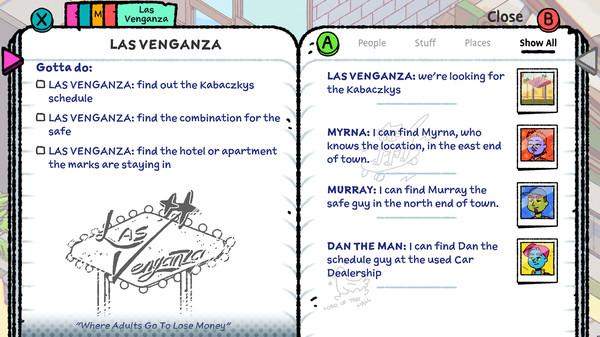 X
M
Las
Venganza
Close
B
LAS VENGANZA
Gotta do:
LAS VENGANZA: find out the Kabaczkys
schedule
LAS VENGANZA: find the combination for the
safe
LAS VENGANZA: find the hotel or apartment
the marks are staying in
LAS
Venganza
"Where Adults Go To Lose Money"
A
People
Stuff
Places
Show All
LAS VENGANZA: we're looking for
the Kabaczkys
MYRNA: I can find Myrna, who
knows the location, in the east end
of town.
MURRAY: I can find Murray the
safe guy in the north end of town.
DAN THE MAN: I can find Dan the
schedule guy at the used Car
Dealership